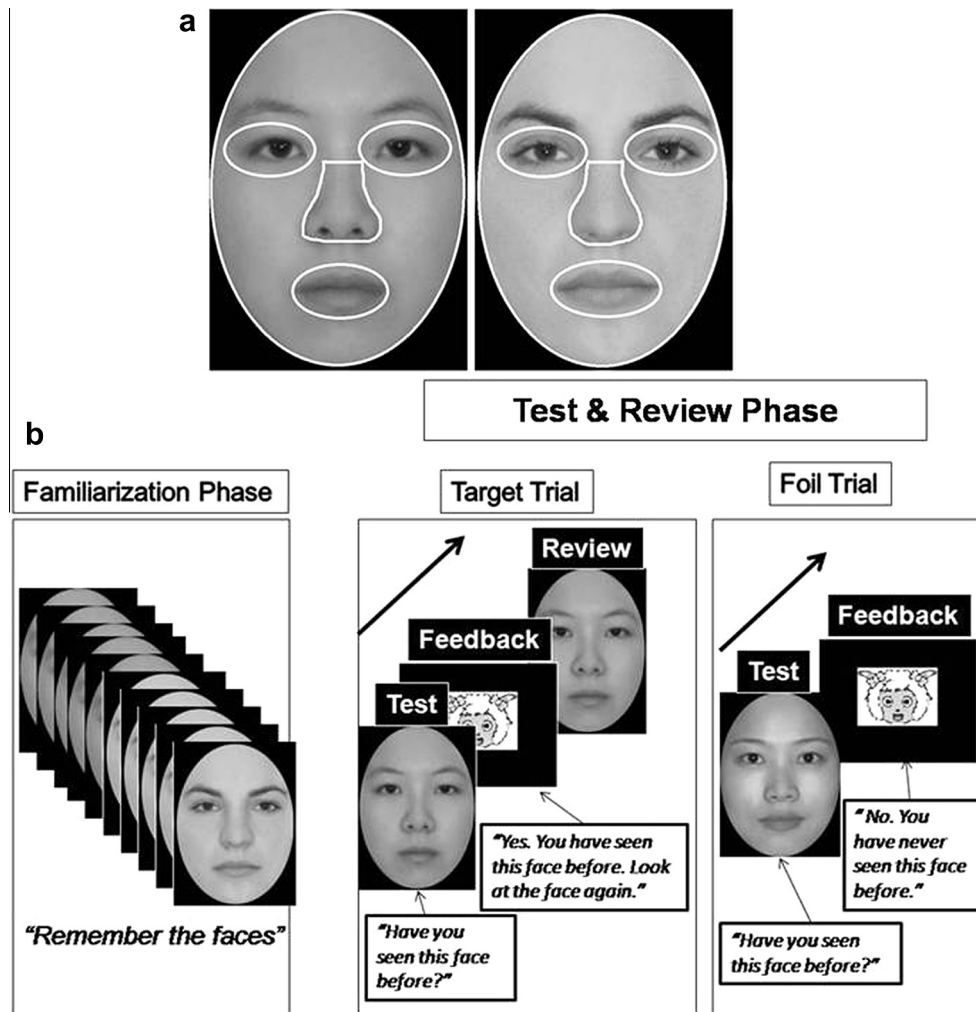 a
Test & Review Phase
b
Familiarization Phase
Target Trial
Foil Trial
Review
Feedback
Test
"Yes. You have seen
this face before. Look
at the face again."
"Have you
seen this face
before?"
Feedback
Test
"No. You
have never
seen this face
before."
"Have you seen
this face before?"
"Remember the faces"